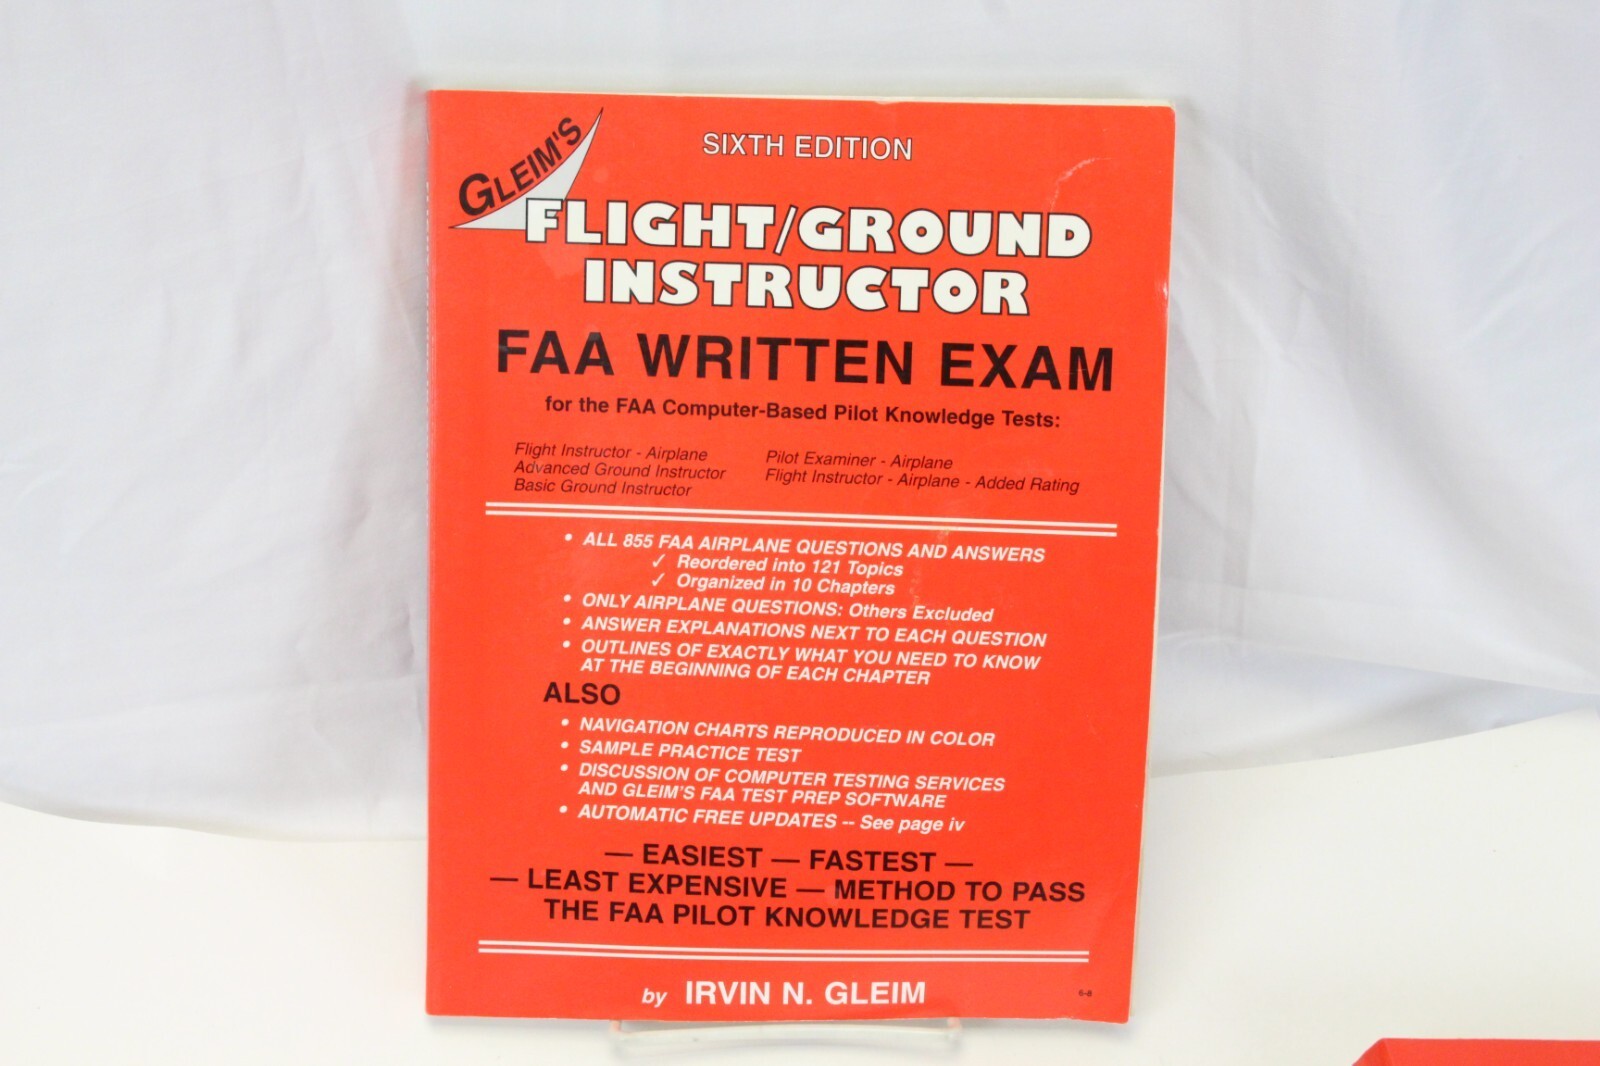 GLEIM'S
SIXTH EDITION
FLIGHT/GROUND
INSTRUCTOR
FAA WRITTEN EXAM
for the FAA Computer-Based Pilot Knowledge Tests:
Flight Instructor - Airplane
Advanced Ground Instructor
Basic Ground Instructor
Pilot Examiner - Airplane
Flight Instructor - Airplane - Added Rating
• ALL 855 FAA AIRPLANE QUESTIONS AND ANSWERS
✓ Reordered into 121 Topics
✓ Organized in 10 Chapters
• ONLY AIRPLANE QUESTIONS: Others Excluded
• ANSWER EXPLANATIONS NEXT TO EACH QUESTION
• OUTLINES OF EXACTLY WHAT YOU NEED TO KNOW
AT THE BEGINNING OF EACH CHAPTER
ALSO
• NAVIGATION CHARTS REPRODUCED IN COLOR
• SAMPLE PRACTICE TEST
• DISCUSSION OF COMPUTER TESTING SERVICES
AND GLEIM'S FAA TEST PREP SOFTWARE
• AUTOMATIC FREE UPDATES -- See page iv
— EASIEST — FASTEST —
— LEAST EXPENSIVE — METHOD TO PASS
THE FAA PILOT KNOWLEDGE TEST
by IRVIN N. GLEIM
6-8